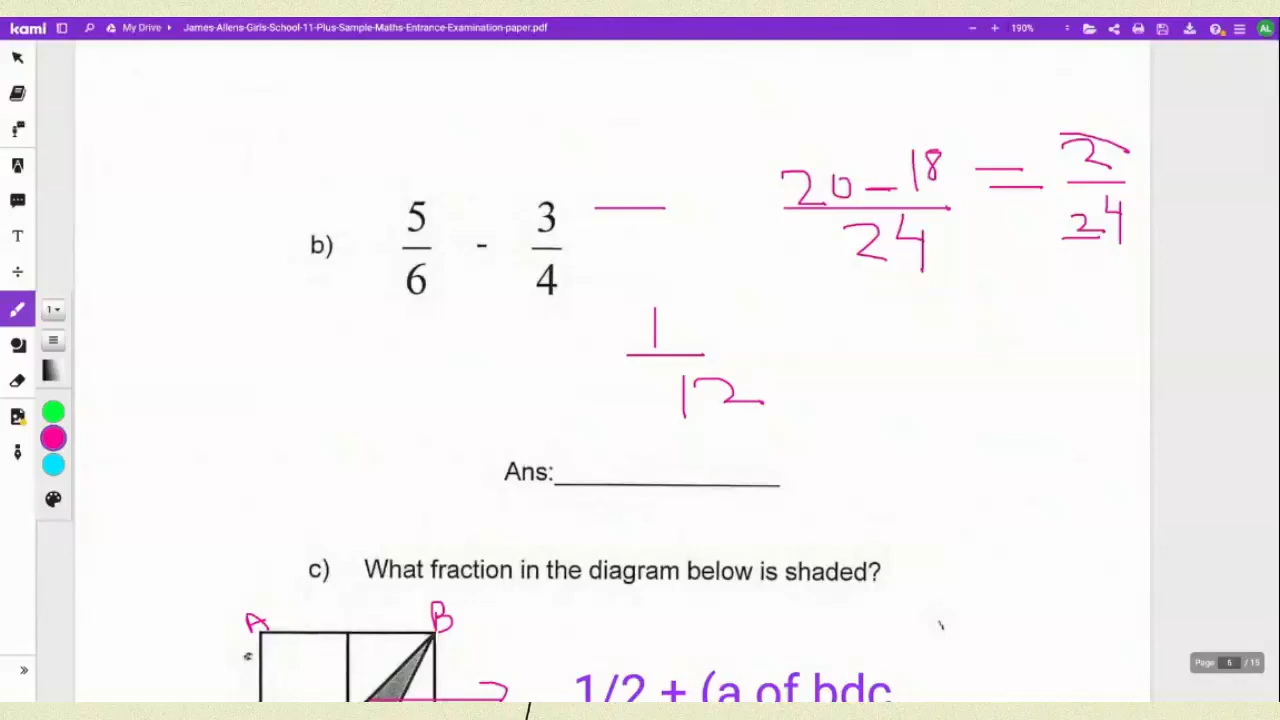 kami My Drive James-Allens-Girls-School-11-Plus-Sample-Maths-Entrance-Examination-paper.pdf 190% AL
1
b) 5/6 - 3/4
20-18/24 = 2/24
1/12
Ans:
c) What fraction in the diagram below is shaded?
A B
1/2 + (a of bdc
Page 6 / 15